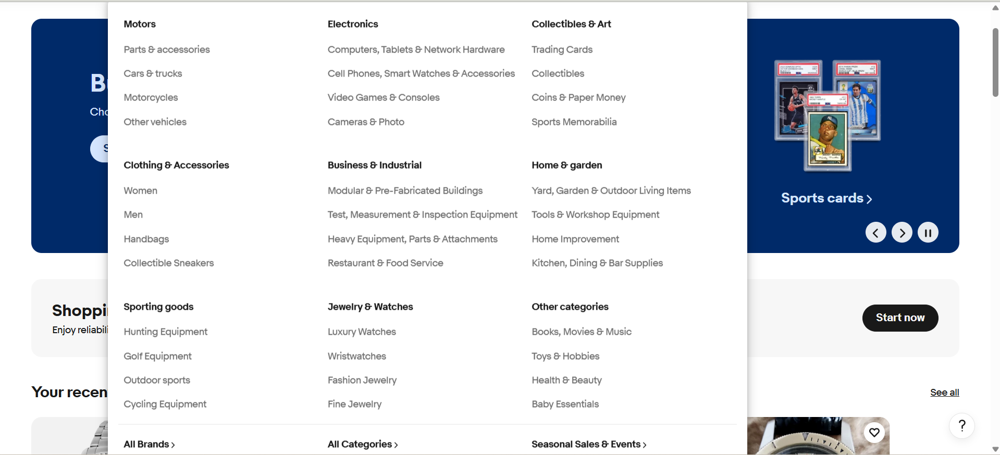 Motors
Parts & accessories
Cars & trucks
Motorcycles
Other vehicles
Electronics
Computers, Tablets & Network Hardware
Cell Phones, Smart Watches & Accessories
Video Games & Consoles
Cameras & Photo
Collectibles & Art
Trading Cards
Collectibles
Coins & Paper Money
Sports Memorabilia
Clothing & Accessories
Women
Men
Handbags
Collectible Sneakers
Business & Industrial
Modular & Pre-Fabricated Buildings
Test, Measurement & Inspection Equipment
Heavy Equipment, Parts & Attachments
Restaurant & Food Service
Home & garden
Yard, Garden & Outdoor Living Items
Tools & Workshop Equipment
Home Improvement
Kitchen, Dining & Bar Supplies
Sporting goods
Hunting Equipment
Golf Equipment
Outdoor sports
Cycling Equipment
Jewelry & Watches
Luxury Watches
Wristwatches
Fashion Jewelry
Fine Jewelry
Other categories
Books, Movies & Music
Toys & Hobbies
Health & Beauty
Baby Essentials
All Brands
All Categories
Seasonal Sales & Events
Sports cards
Shoppi
Enjoy reliabili
Start now
Your recen
See all
?
MICKEY MANTLE